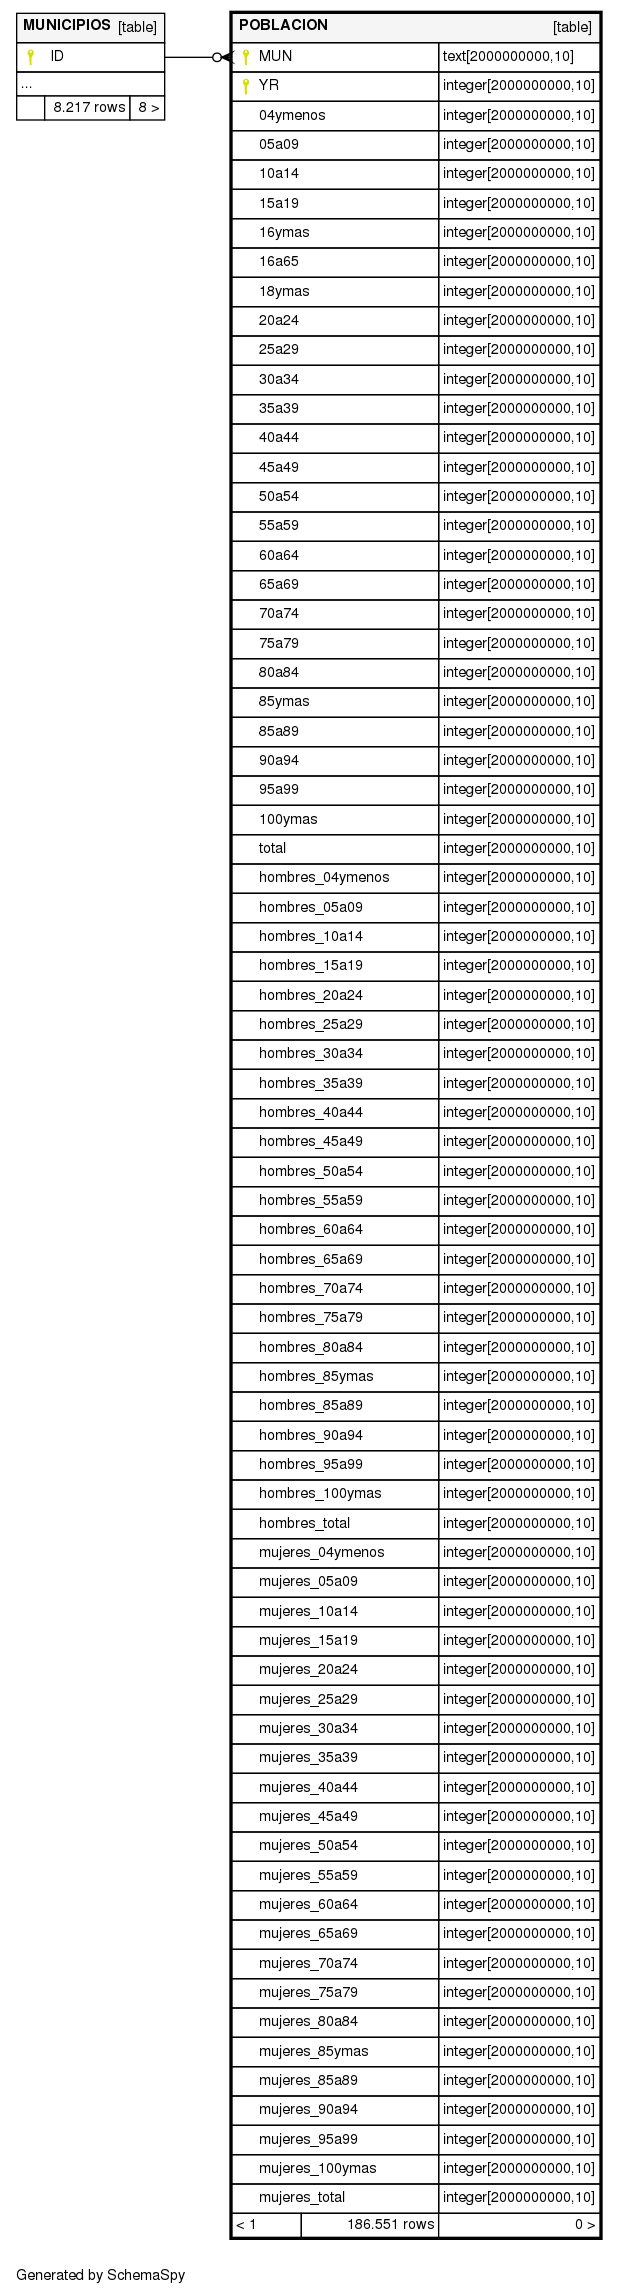 MUNICIPIOS [table]
ID
...
8.217 rows 8 >
POBLACION [table]
MUN text[2000000000,10]
YR integer[2000000000,10]
04ymenos integer[2000000000,10]
05a09 integer[2000000000,10]
10a14 integer[2000000000,10]
15a19 integer[2000000000,10]
16ymas integer[2000000000,10]
16a65 integer[2000000000,10]
18ymas integer[2000000000,10]
20a24 integer[2000000000,10]
25a29 integer[2000000000,10]
30a34 integer[2000000000,10]
35a39 integer[2000000000,10]
40a44 integer[2000000000,10]
45a49 integer[2000000000,10]
50a54 integer[2000000000,10]
55a59 integer[2000000000,10]
60a64 integer[2000000000,10]
65a69 integer[2000000000,10]
70a74 integer[2000000000,10]
75a79 integer[2000000000,10]
80a84 integer[2000000000,10]
85ymas integer[2000000000,10]
85a89 integer[2000000000,10]
90a94 integer[2000000000,10]
95a99 integer[2000000000,10]
100ymas integer[2000000000,10]
total integer[2000000000,10]
hombres_04ymenos integer[2000000000,10]
hombres_05a09 integer[2000000000,10]
hombres_10a14 integer[2000000000,10]
hombres_15a19 integer[2000000000,10]
hombres_20a24 integer[2000000000,10]
hombres_25a29 integer[2000000000,10]
hombres_30a34 integer[2000000000,10]
hombres_35a39 integer[2000000000,10]
hombres_40a44 integer[2000000000,10]
hombres_45a49 integer[2000000000,10]
hombres_50a54 integer[2000000000,10]
hombres_55a59 integer[2000000000,10]
hombres_60a64 integer[2000000000,10]
hombres_65a69 integer[2000000000,10]
hombres_70a74 integer[2000000000,10]
hombres_75a79 integer[2000000000,10]
hombres_80a84 integer[2000000000,10]
hombres_85ymas integer[2000000000,10]
hombres_85a89 integer[2000000000,10]
hombres_90a94 integer[2000000000,10]
hombres_95a99 integer[2000000000,10]
hombres_100ymas integer[2000000000,10]
hombres_total integer[2000000000,10]
mujeres_04ymenos integer[2000000000,10]
mujeres_05a09 integer[2000000000,10]
mujeres_10a14 integer[2000000000,10]
mujeres_15a19 integer[2000000000,10]
mujeres_20a24 integer[2000000000,10]
mujeres_25a29 integer[2000000000,10]
mujeres_30a34 integer[2000000000,10]
mujeres_35a39 integer[2000000000,10]
mujeres_40a44 integer[2000000000,10]
mujeres_45a49 integer[2000000000,10]
mujeres_50a54 integer[2000000000,10]
mujeres_55a59 integer[2000000000,10]
mujeres_60a64 integer[2000000000,10]
mujeres_65a69 integer[2000000000,10]
mujeres_70a74 integer[2000000000,10]
mujeres_75a79 integer[2000000000,10]
mujeres_80a84 integer[2000000000,10]
mujeres_85ymas integer[2000000000,10]
mujeres_85a89 integer[2000000000,10]
mujeres_90a94 integer[2000000000,10]
mujeres_95a99 integer[2000000000,10]
mujeres_100ymas integer[2000000000,10]
mujeres_total integer[2000000000,10]
< 1 186.551 rows 0 >
Generated by SchemaSpy